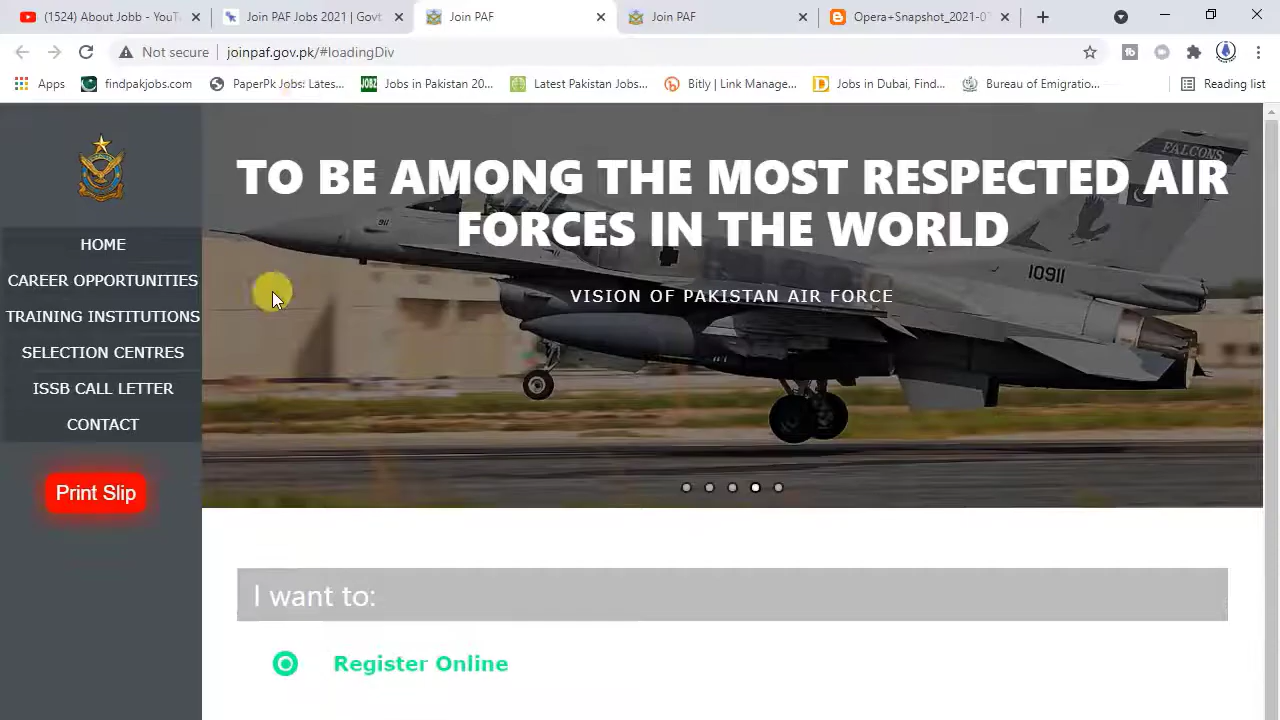 (1524) About Jobb - YouT
Join PAF Jobs 2021 | Govt
Join PAF
Join PAF
Opera+Snapshot_2021-07
Not secure
joinpaf.gov.pk/#loadingDiv
Apps
findpakjobs.com
PaperPk Jobs: Lates...
JOBZ
Jobs in Pakistan 20...
Latest Pakistan Jobs...
Bitly | Link Manage...
Jobs in Dubai, Find...
Bureau of Emigratio...
Reading list
HOME
CAREER OPPORTUNITIES
TRAINING INSTITUTIONS
SELECTION CENTRES
ISSB CALL LETTER
CONTACT
Print Slip
TO BE AMONG THE MOST RESPECTED AIR
FORCES IN THE WORLD
VISION OF PAKISTAN AIR FORCE
FALCONS
911
10911
I want to:
Register Online